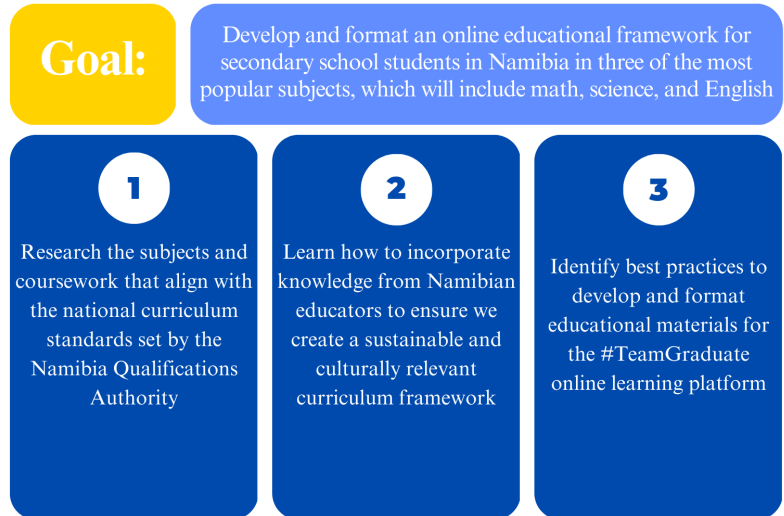 Goal:
Develop and format an online educational framework for
secondary school students in Namibia in three of the most
popular subjects, which will include math, science, and English
1
Research the subjects and
coursework that align with
the national curriculum
standards set by the
Namibia Qualifications
Authority
2
Learn how to incorporate
knowledge from Namibian
educators to ensure we
create a sustainable and
culturally relevant
curriculum framework
3
Identify best practices to
develop and format
educational materials for
the #TeamGraduate
online learning platform